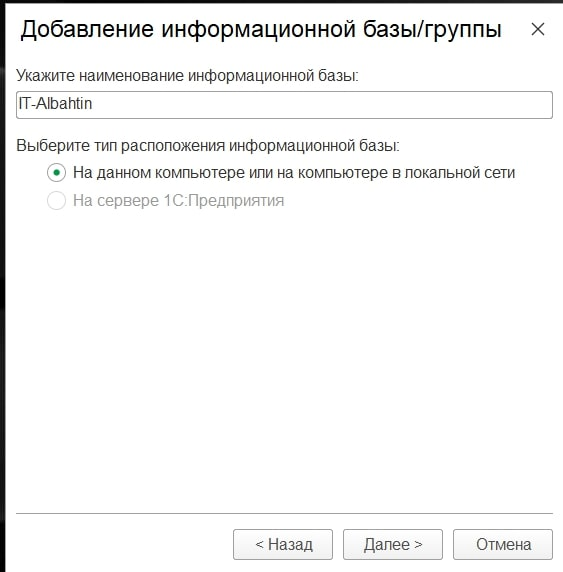 Добавление информационной базы/группы
Укажите наименование информационной базы:
IT-Albahtin
Выберите тип расположения информационной базы:
На данном компьютере или на компьютере в локальной сети
На сервере 1С:Предприятия
< Назад
Далее >
Отмена